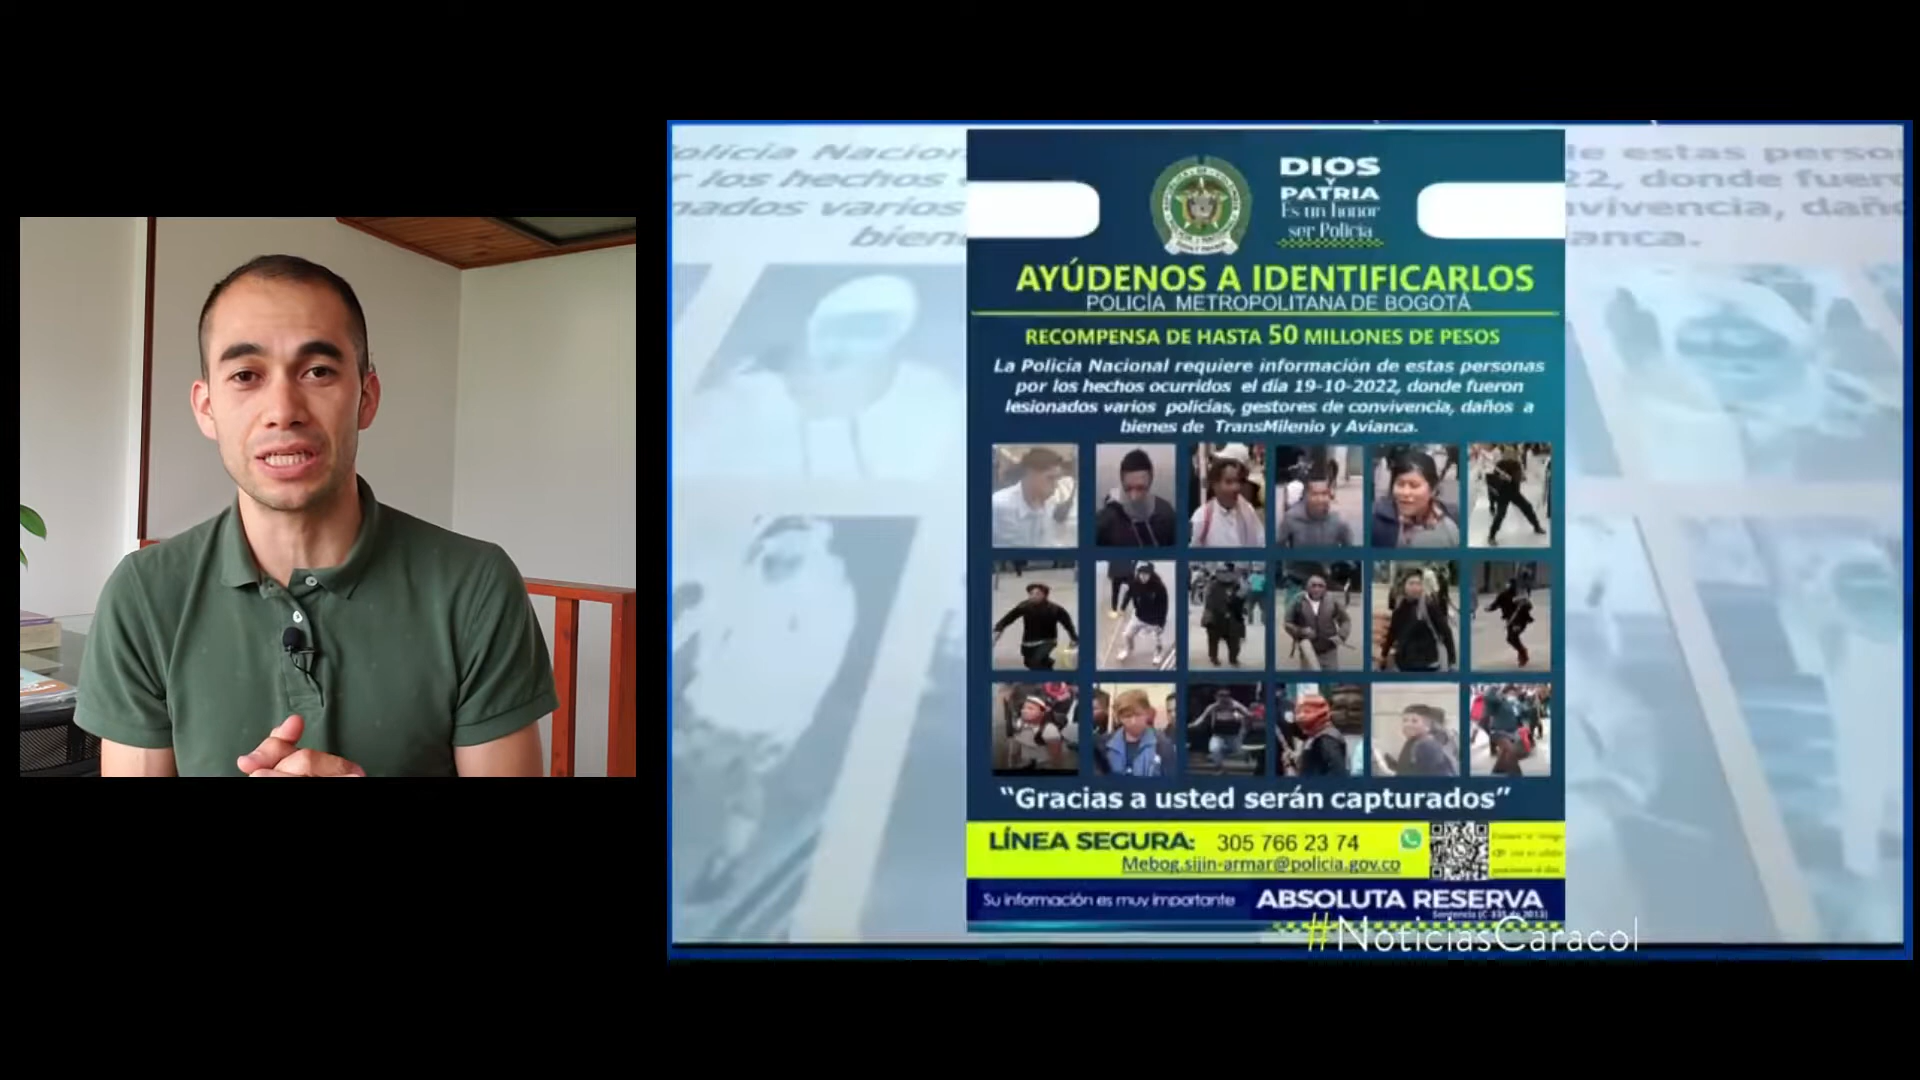 DIOS
Y
PATRIA
Es un honor
ser Policía
AYÚDENOS A IDENTIFICARLOS
POLICÍA METROPOLITANA DE BOGOTÁ
RECOMPENSA DE HASTA 50 MILLONES DE PESOS
La Policía Nacional requiere información de estas personas
por los hechos ocurridos el día 19-10-2022, donde fueron
lesionados varios policías, gestores de convivencia, daños a
bienes de TransMilenio y Avianca.
"Gracias a usted serán capturados"
LÍNEA SEGURA: 305 766 23 74
Mebog.sijin-armar@policia.gov.co
Su información es muy importante ABSOLUTA RESERVA
#NoticiasCaracol